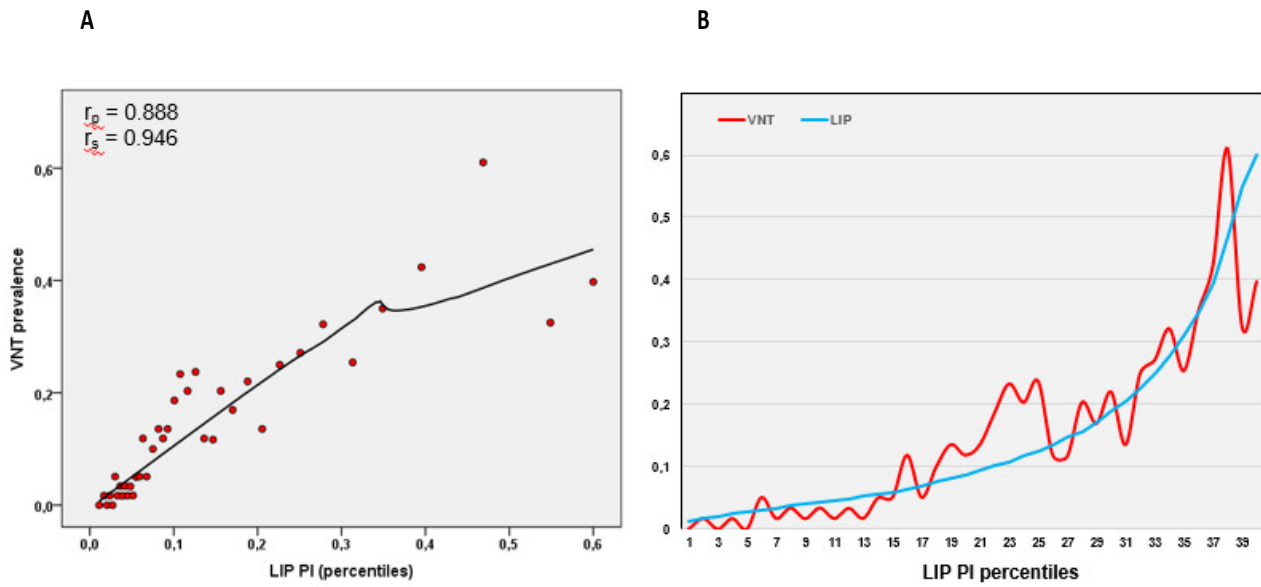 A
rp = 0.888
rs = 0.946
0,6
0,4
0,2
0,0
VNT prevalence
0,0 0,1 0,2 0,3 0,4 0,5 0,6
LIP PI (percentiles)
B
VNT LIP
0,6
0,5
0,4
0,3
0,2
0,1
0
1 3 5 7 9 11 13 15 17 19 21 23 25 27 29 31 33 35 37 39
LIP PI percentiles